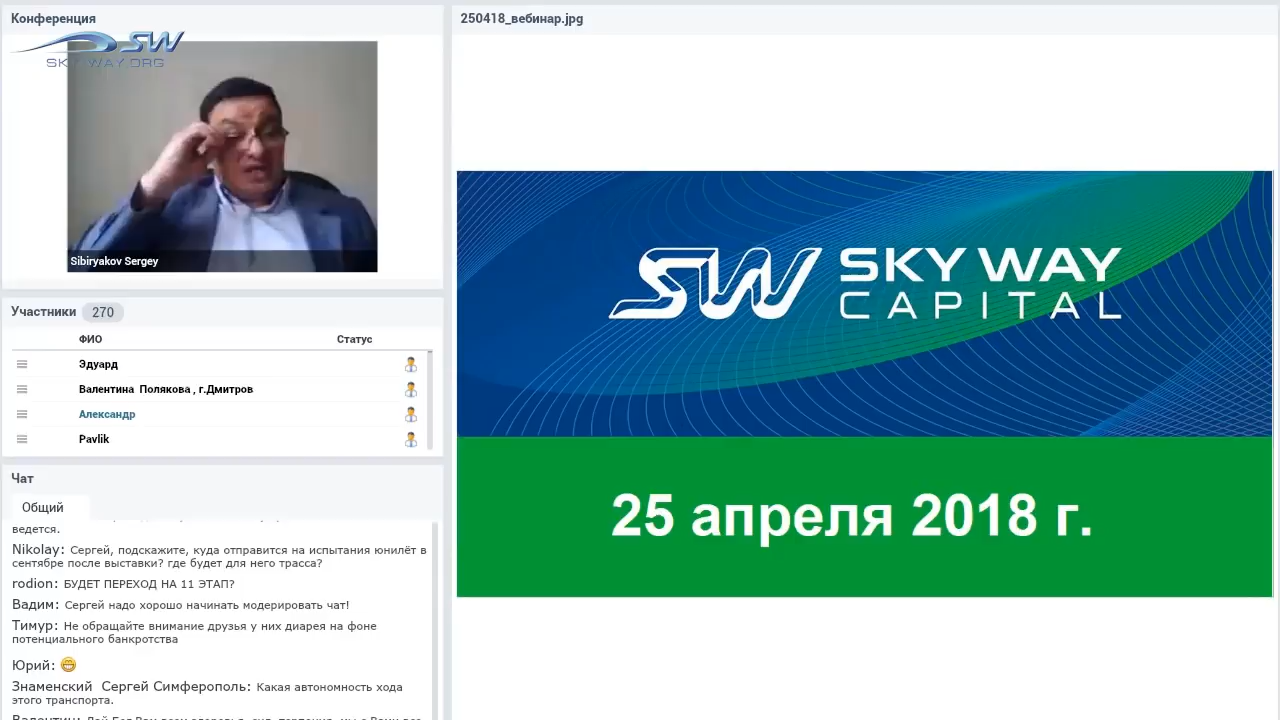 Конференция
SW
SKY WAY.ORG
Sibiryakov Sergey
Участники 270
ФИО Статус
Эдуард
Валентина Полякова , г.Дмитров
Александр
Pavlik
Чат
Общий
ведется.
Nikolay: Сергей, подскажите, куда отправится на испытания юнилёт в
сентябре после выставки? где будет для него трасса?
rodion: БУДЕТ ПЕРЕХОД НА 11 ЭТАП?
Вадим: Сергей надо хорошо начинать модерировать чат!
Тимур: Не обращайте внимание друзья у них диарея на фоне
потенциального банкротства
Юрий:
Знаменский Сергей Симферополь: Какая автономность хода
этого транспорта.
250418_вебинар.jpg
SW SKY WAY
CAPITAL
25 апреля 2018 г.